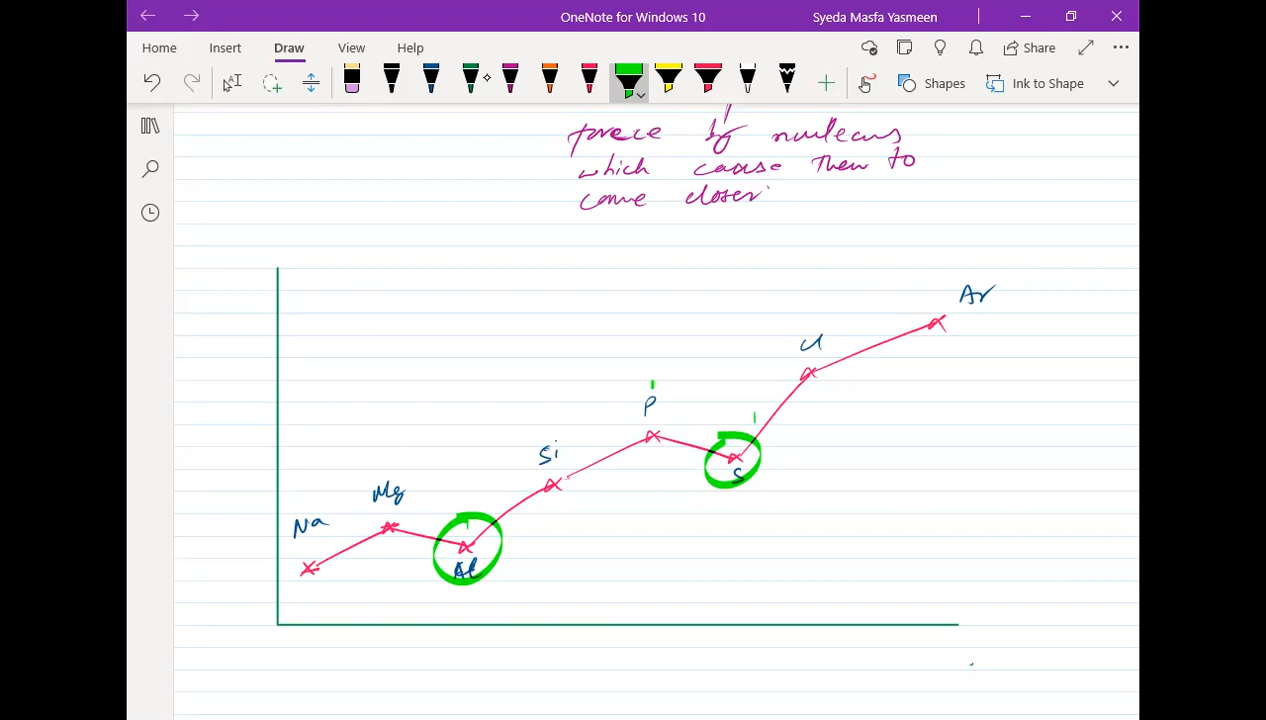 OneNote for Windows 10
Syeda Masfa Yasmeen
Home Insert Draw View Help Share
Shapes Ink to Shape
force by nucleus
which cause them to
come closer
Ar
Cl
P
Si
S
Mg
Na
Al